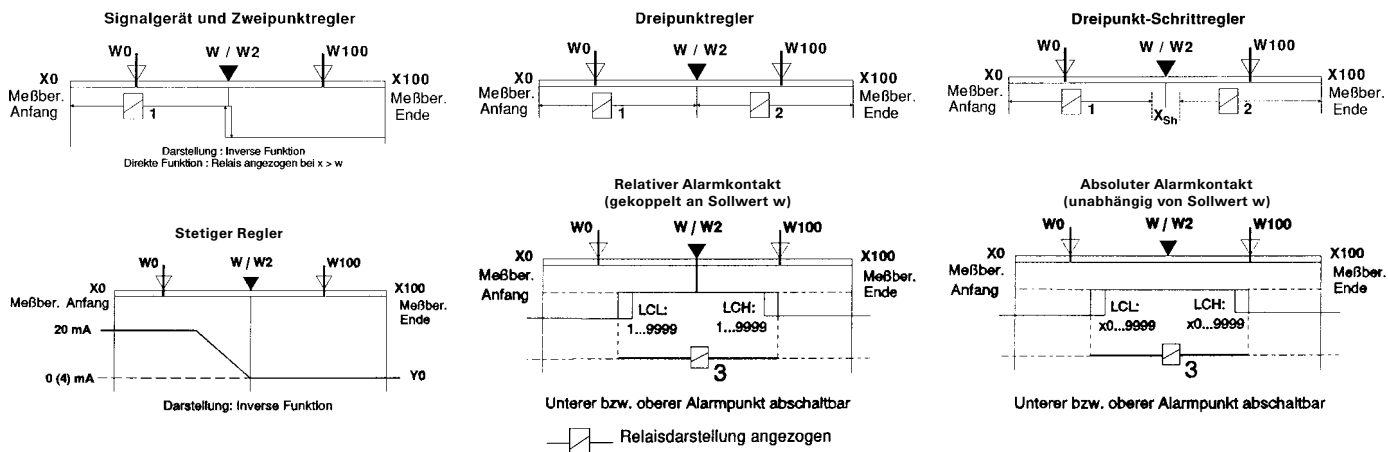 Signalgerät und Zweipunktregler
W0 W / W2 W100
X0 X100
Meßber. Meßber.
Anfang 1 Ende
Darstellung : Inverse Funktion
Direkte Funktion : Relais angezogen bei x > w
Dreipunktregler
W0 W / W2 W100
X0 X100
Meßber. Meßber.
Anfang 1 2 Ende
Dreipunkt-Schrittregler
W0 W / W2 W100
X0 X100
Meßber. Meßber.
Anfang 1 XSh 2 Ende
Stetiger Regler
W0 W/W2 W100
X0 X100
Meßber. Anfang Meßber.
Ende
20 mA
0 (4) mA Y0
Darstellung: Inverse Funktion
Relativer Alarmkontakt
(gekoppelt an Sollwert w)
W0 W / W2 W100
X0 X100
Meßber. Meßber.
Anfang Ende
LCL: LCH:
1...9999 1...9999
3
Unterer bzw. oberer Alarmpunkt abschaltbar
Relaisdarstellung angezogen
Absoluter Alarmkontakt
(unabhängig von Sollwert w)
W0 W / W2 W100
X0 X100
Meßber. Meßber.
Anfang Ende
LCL: LCH:
x0...9999 x0...9999
3
Unterer bzw. oberer Alarmpunkt abschaltbar